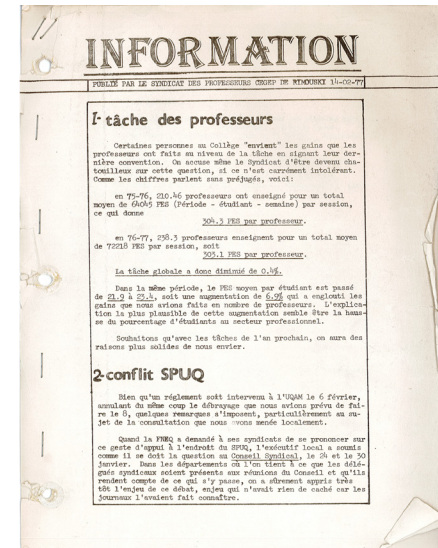 INFORMATION
PUBLIÉ PAR LE SYNDICAT DES PROFESSEURS CEGEP DE RIMOUSKI 14-02-77
1- tâche des professeurs
Certaines personnes au Collège "envient" les gains que les
professeurs ont faits au niveau de la tâche en signant leur der-
nière convention. On accuse même le Syndicat d'être devenu cha-
touilleux sur cette question, si ce n'est carrément intolérant.
Comme les chiffres parlent sans préjugés, voici:
en 75-76, 210.46 professeurs ont enseigné pour un total
moyen de 64045 PES (Période - étudiant - semaine) par session,
ce qui donne
304.3 PES par professeur.
en 76-77, 238.3 professeurs enseignent pour un total moyen
de 72218 PES par session, soit
303.1 PES par professeur.
La tâche globale a donc diminué de 0.4%.
Dans la même période, le PES moyen par étudiant est passé
de 21.9 à 23.4, soit une augmentation de 6.9% qui a englouti les
gains que nous avions faits en nombre de professeurs. L'explica-
tion la plus plausible de cette augmentation semble être la haus-
se du pourcentage d'étudiants au secteur professionnel.
Souhaitons qu'avec les tâches de l'an prochain, on aura des
raisons plus solides de nous envier.
2-conflit SPUQ
Bien qu'un réglement soit intervenu à l'UQAM le 6 février,
annulant du même coup le débrayage que nous avions prévu de fai-
re le 8, quelques remarques s'imposent, particulièrement au su-
jet de la consultation que nous avons menée localement.
Quand la FNEQ a demandé à ses syndicats de se prononcer sur
ce geste d'appui à l'endroit du SPUQ, l'exécutif local a soumis
comme il se doit la question au Conseil Syndical, le 24 et le 30
janvier. Dans les départements où l'on tient à ce que les délé-
gués syndicaux soient présents aux réunions du Conseil et qu'ils
rendent compte de ce qui s'y passe, on a sûrement appris très
tôt l'enjeu de ce débat, enjeu qui n'avait rien de caché car les
journaux l'avaient fait connaître.